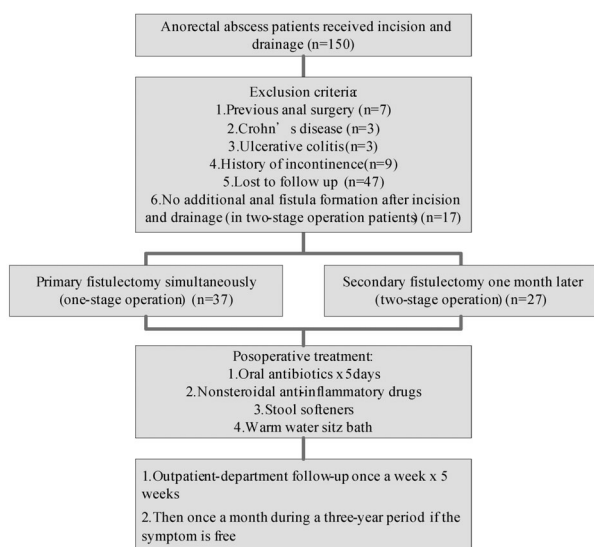 Anorectal abscess patients received incision and
drainage (n=150)
Exclusion criteria:
1.Previous anal surgery (n=7)
2.Crohn’s disease (n=3)
3.Ulcerative colitis(n=3)
4.History of incontinence(n=9)
5.Lost to follow up (n=47)
6.No additional anal fistula formation after incision
and drainage (in two-stage operation patients) (n=17)
Primary fistulectomy simultaneously
(one-stage operation) (n=37)
Secondary fistulectomy one month later
(two-stage operation) (n=27)
Posoperative treatment:
1.Oral antibiotics x 5days
2.Nonsteroidal anti-inflammatory drugs
3.Stool softeners
4.Warm water sitz bath
1.Outpatient-department follow-up once a week x 5
weeks
2.Then once a month during a three-year period if the
symptom is free